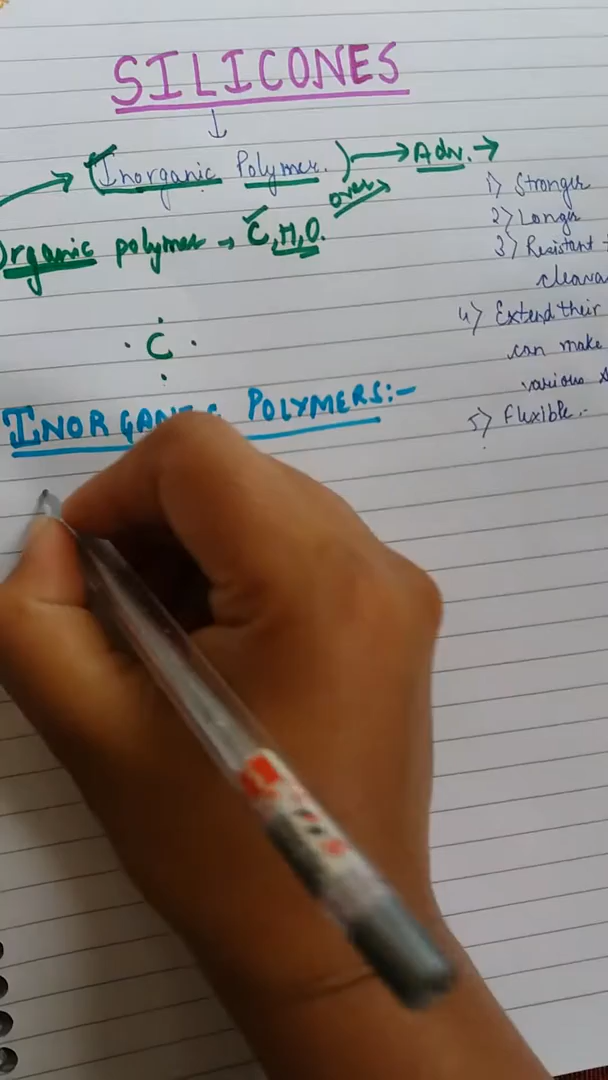 SILICONES
(Inorganic Polymer.) → Adv. →
over
Organic polymer → C, H, O.
1) Stronger
2) Longer
3) Resistant
4) Extend their
can make
various
5) Flexible.
C
INORGANIC POLYMERS:-